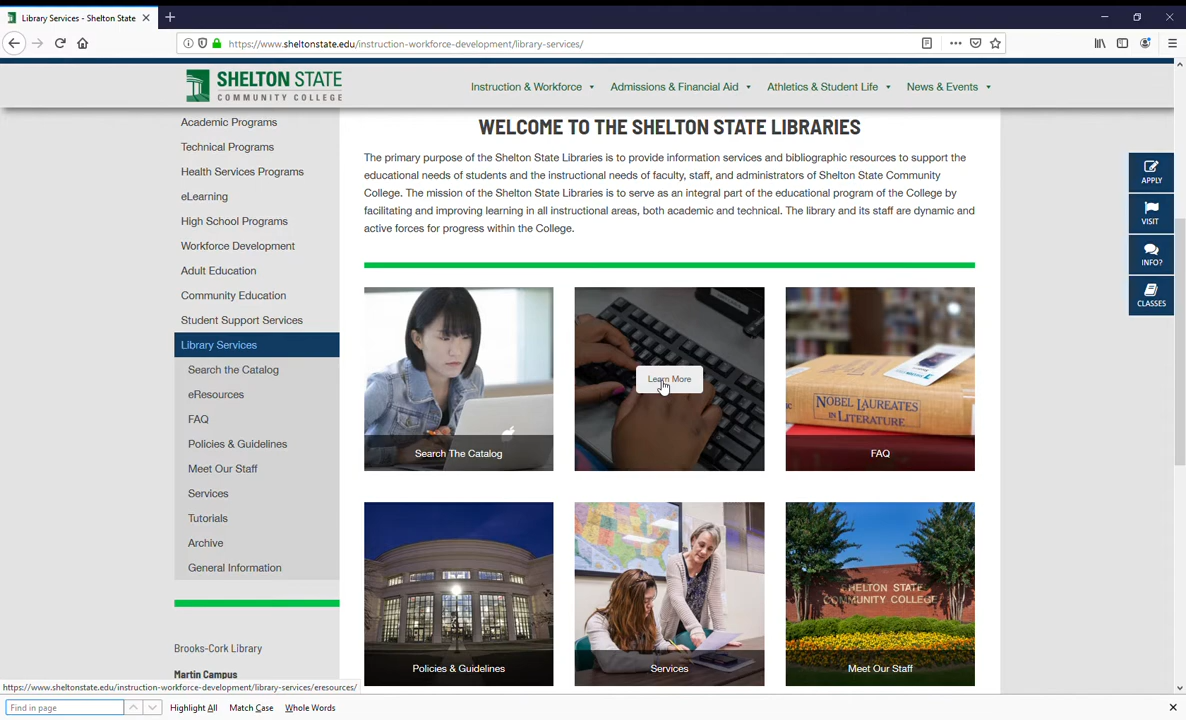 Library Services - Shelton State
https://www.sheltonstate.edu/instruction-workforce-development/library-services/
SHELTON STATE
COMMUNITY COLLEGE
Instruction & Workforce
Admissions & Financial Aid
Athletics & Student Life
News & Events
Academic Programs
Technical Programs
Health Services Programs
eLearning
High School Programs
Workforce Development
Adult Education
Community Education
Student Support Services
Library Services
Search the Catalog
eResources
FAQ
Policies & Guidelines
Meet Our Staff
Services
Tutorials
Archive
General Information
Brooks-Cork Library
Martin Campus
WELCOME TO THE SHELTON STATE LIBRARIES
The primary purpose of the Shelton State Libraries is to provide information services and bibliographic resources to support the
educational needs of students and the instructional needs of faculty, staff, and administrators of Shelton State Community
College. The mission of the Shelton State Libraries is to serve as an integral part of the educational program of the College by
facilitating and improving learning in all instructional areas, both academic and technical. The library and its staff are dynamic and
active forces for progress within the College.
Search The Catalog
Learn More
NOBEL LAUREATES
IN LITERATURE
FAQ
Policies & Guidelines
Services
SHELTON STATE
COMMUNITY COLLEGE
Meet Our Staff
APPLY
VISIT
INFO?
CLASSES
https://www.sheltonstate.edu/instruction-workforce-development/library-services/eresources/
Find in page
Highlight All
Match Case
Whole Words